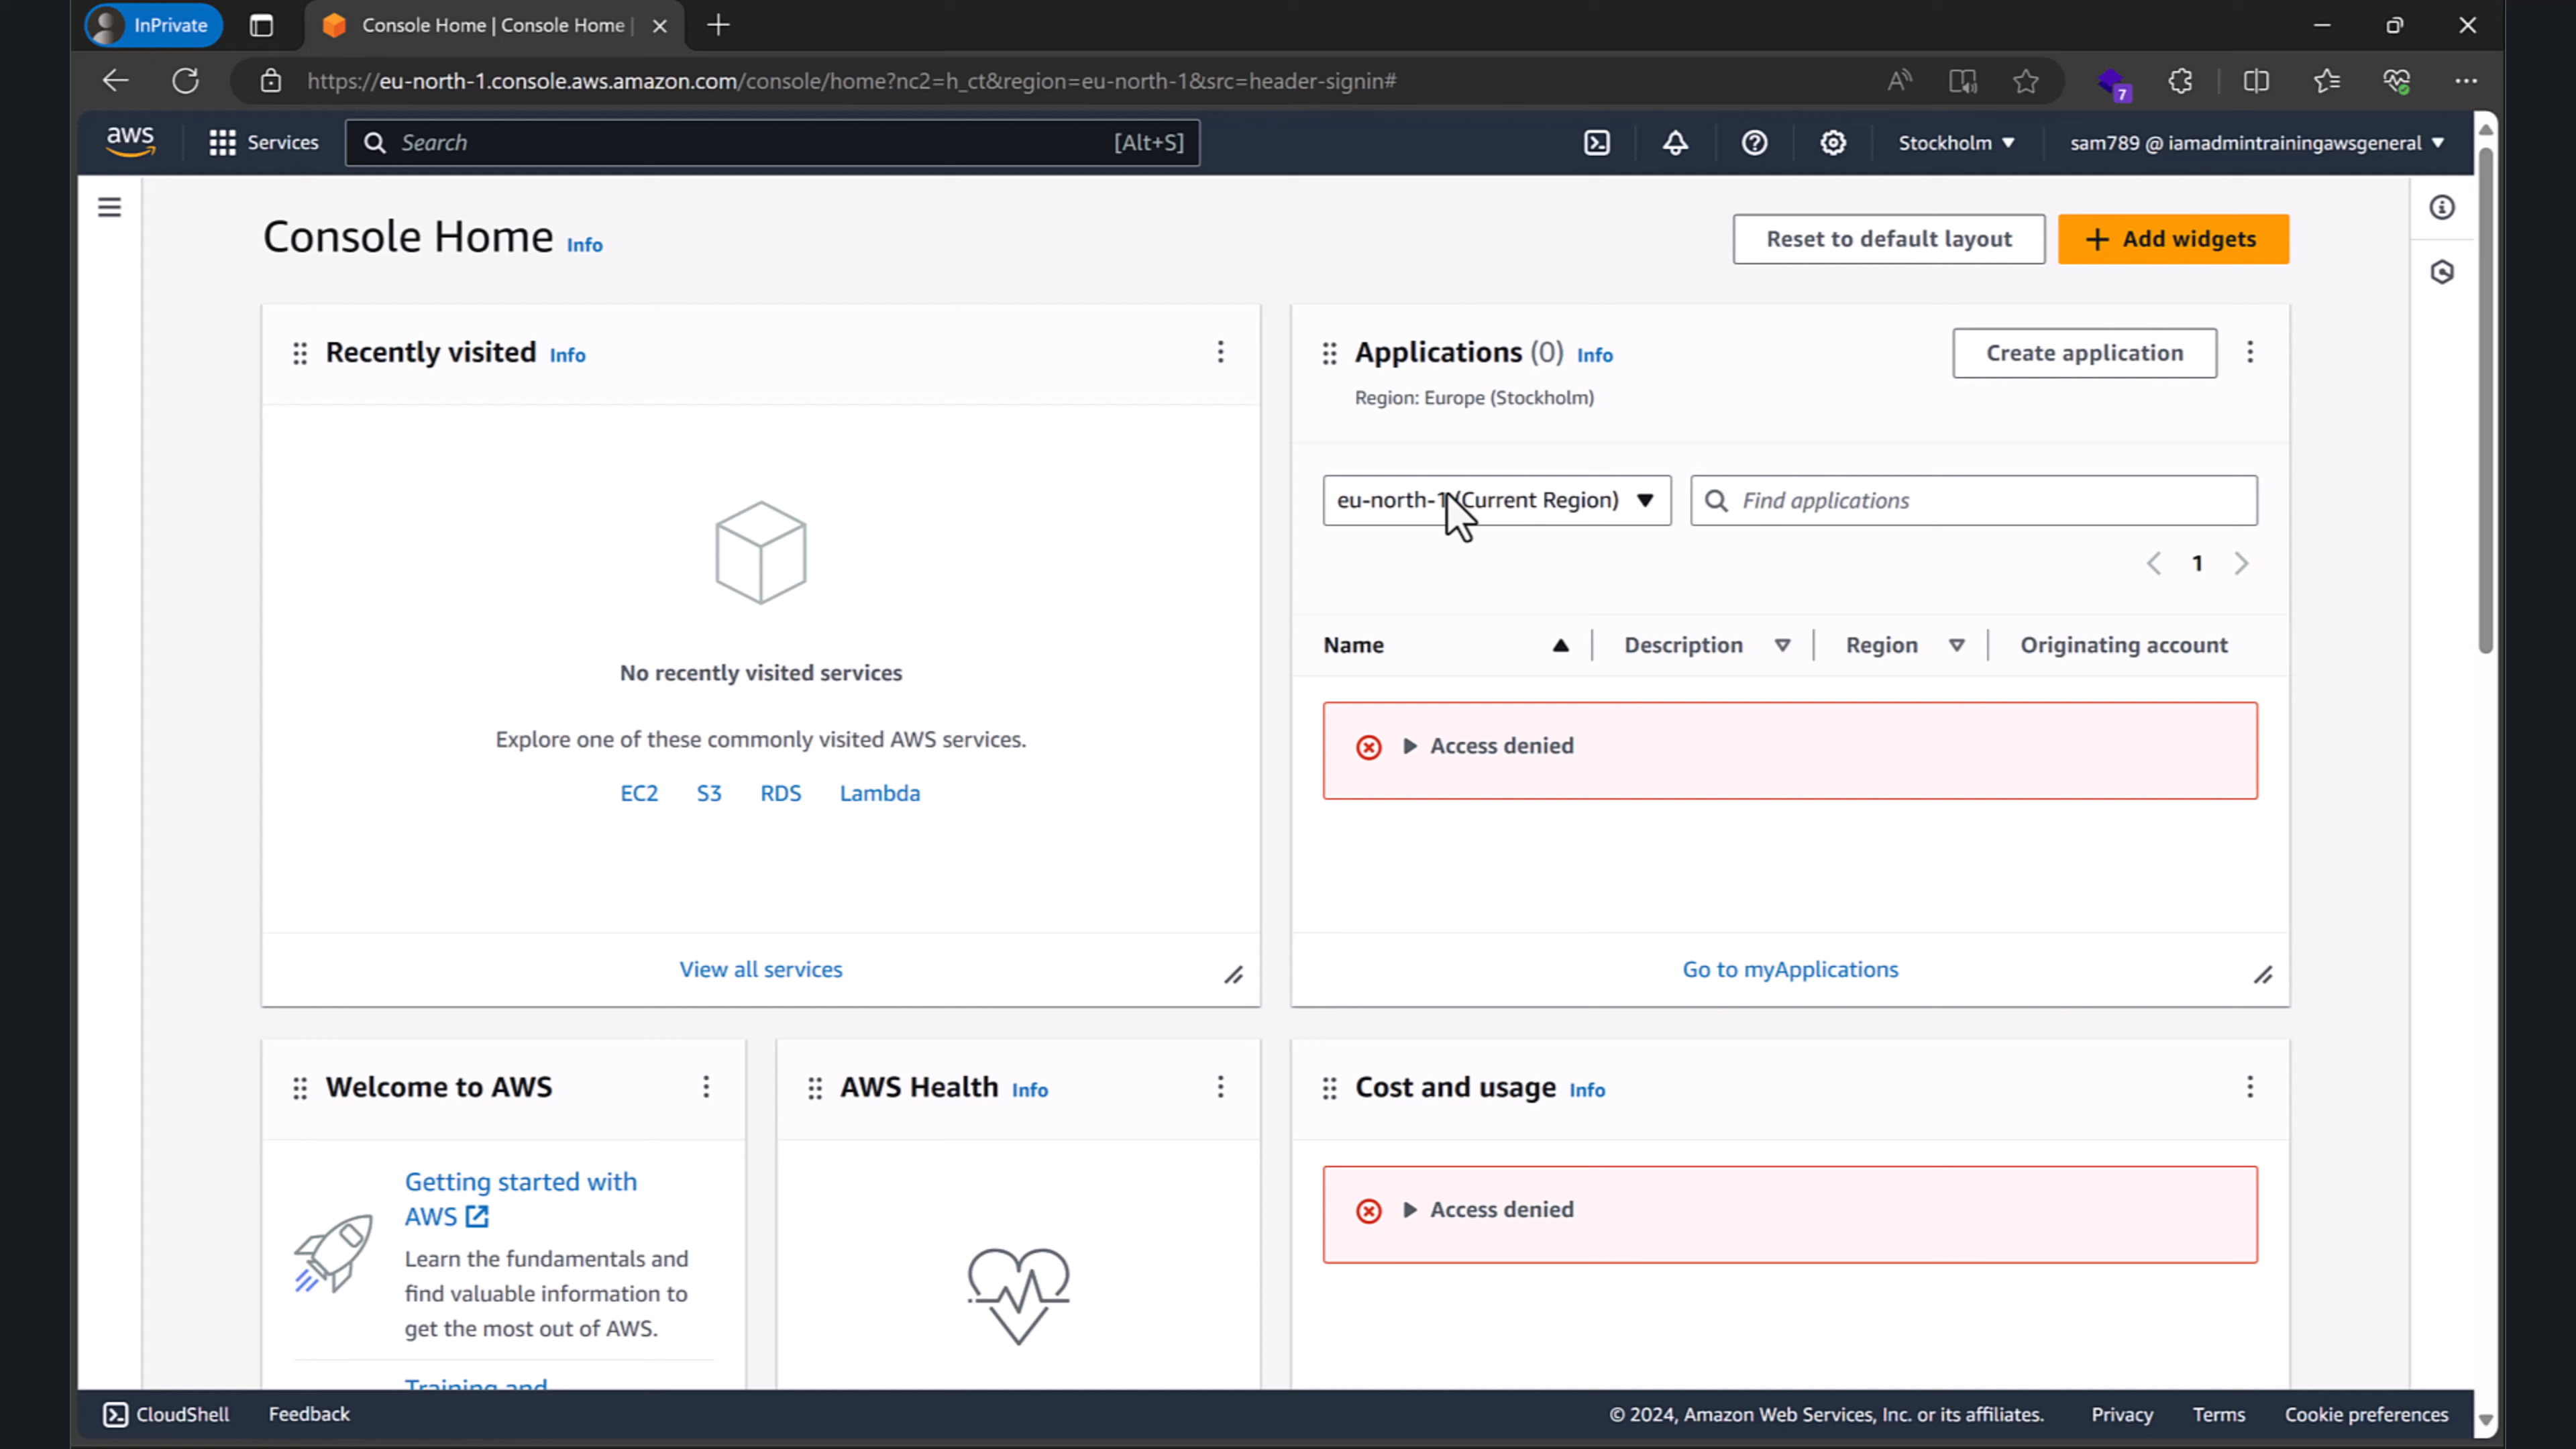 InPrivate
Console Home | Console Home |
https://eu-north-1.console.aws.amazon.com/console/home?nc2=h_ct&region=eu-north-1&src=header-signin#
7
aws
Services
Search
[Alt+S]
Stockholm
sam789 @ iamadmintrainingawsgeneral
Console Home Info
Reset to default layout
Add widgets
Recently visited Info
No recently visited services
Explore one of these commonly visited AWS services.
EC2 S3 RDS Lambda
View all services
Applications (0) Info
Region: Europe (Stockholm)
Create application
eu-north-1 (Current Region)
Find applications
1
Name Description Region Originating account
Access denied
Go to myApplications
Welcome to AWS
Getting started with
AWS
Learn the fundamentals and
find valuable information to
get the most out of AWS.
Training and
AWS Health Info
Cost and usage Info
Access denied
CloudShell
Feedback
© 2024, Amazon Web Services, Inc. or its affiliates.
Privacy
Terms
Cookie preferences